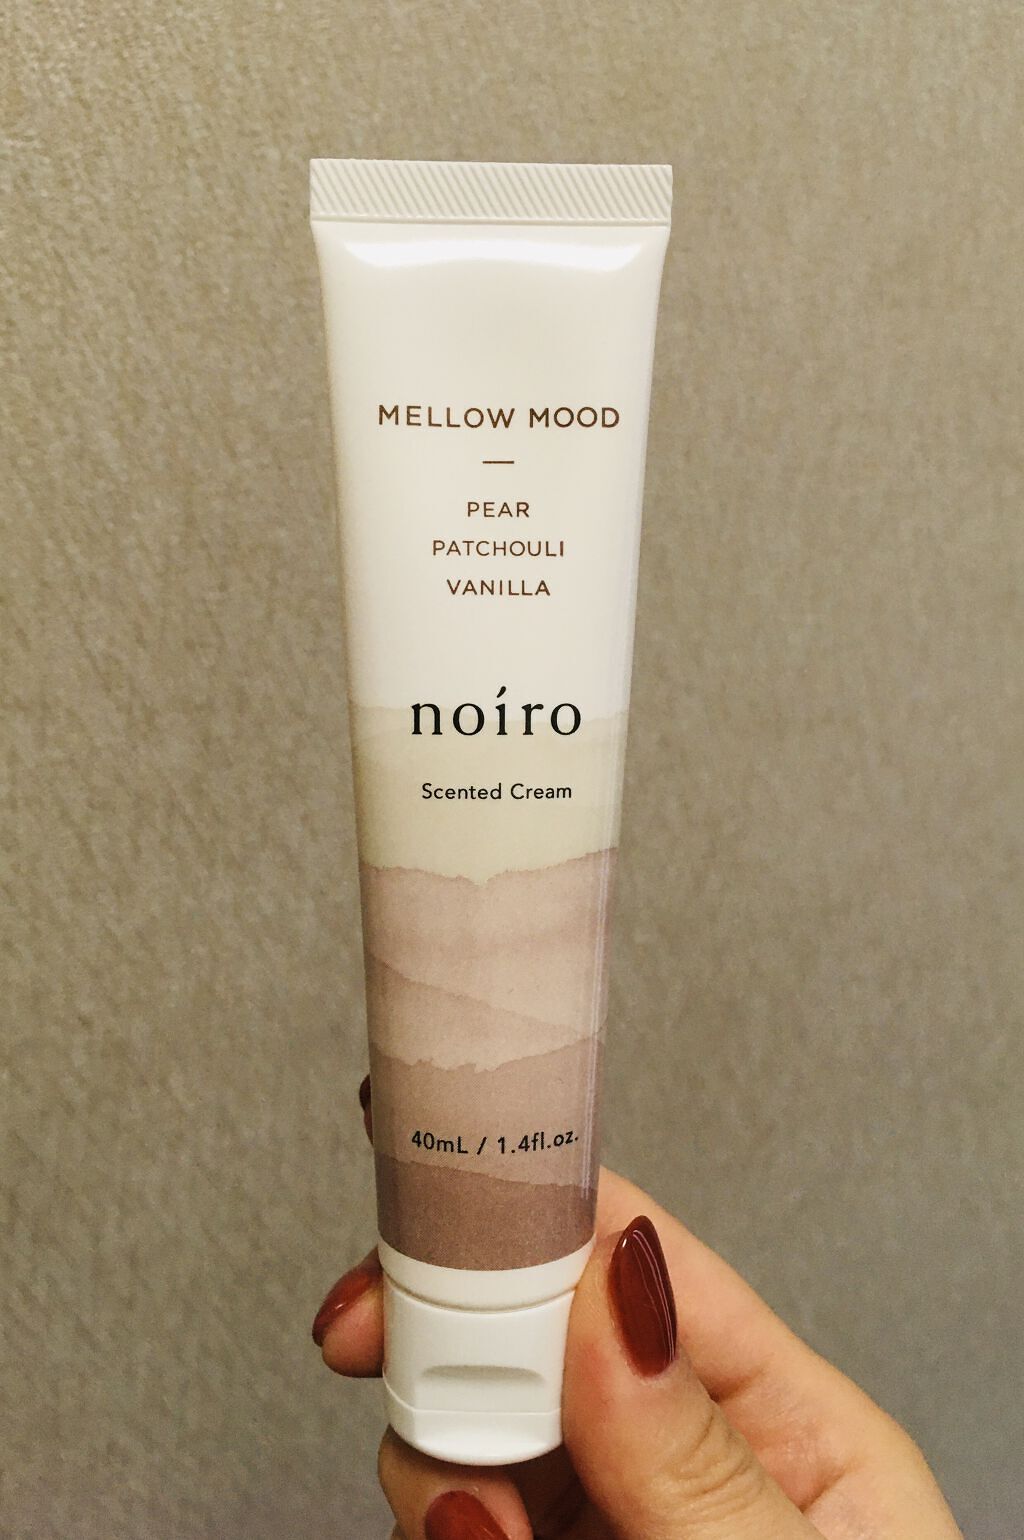 MELLOW MOOD
PEAR
PATCHOULI
VANILLA
noíro
Scented Cream
40mL / 1.4fl.oz.